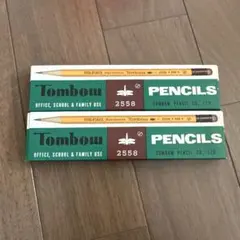 Tombow
2558
PENCILS
OFFICE, SCHOOL & FAMILY USE
TOMBOW PENCIL CO., LTD.
Tombow
2558
PENCILS
OFFICE, SCHOOL & FAMILY USE
TOMBOW PENCIL CO., LTD.